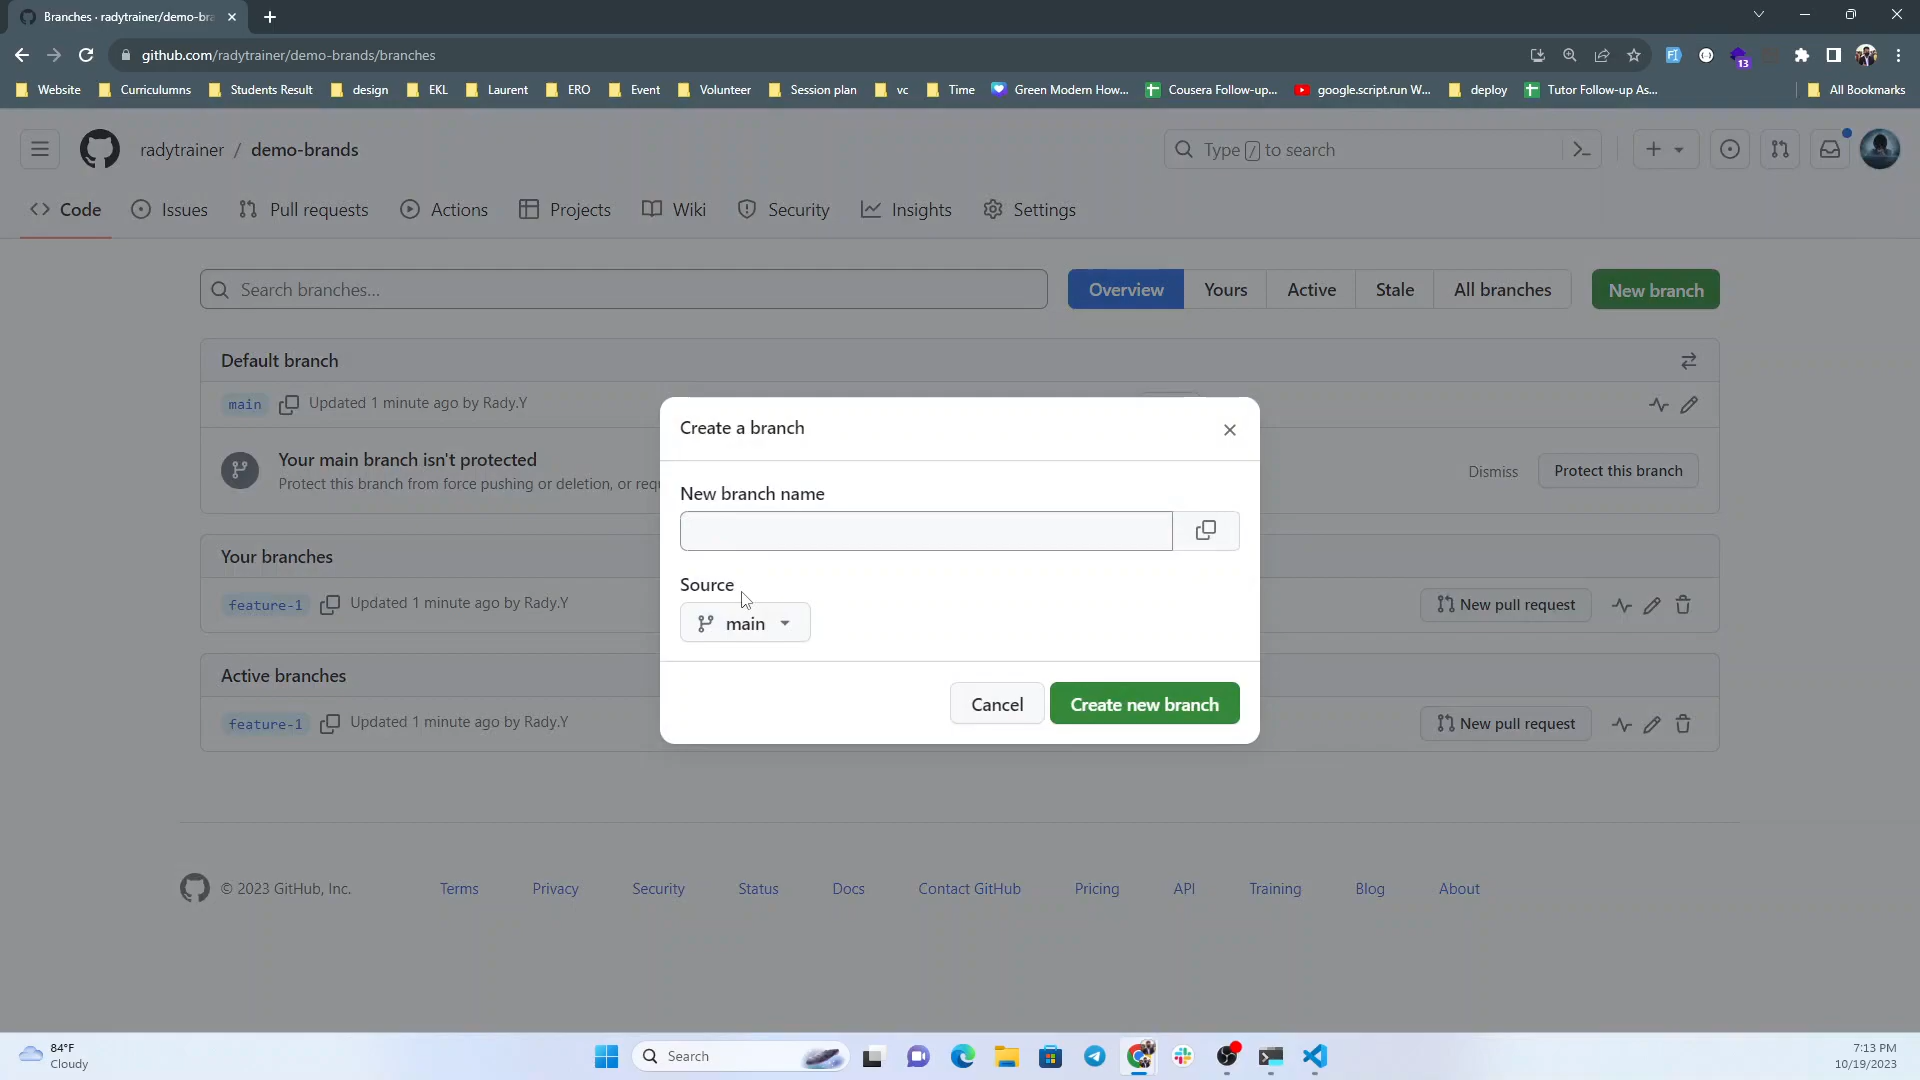 Branches · radytrainer/demo-bra
github.com/radytrainer/demo-brands/branches
13
Website Curriculumns Students Result design EKL Laurent ERO Event Volunteer Session plan vc Time Green Modern How... Cousera Follow-up... google.script.run W... deploy Tutor Follow-up As... All Bookmarks
radytrainer / demo-brands
Type / to search
Code Issues Pull requests Actions Projects Wiki Security Insights Settings
Search branches...
Overview Yours Active Stale All branches
New branch
Default branch
main Updated 1 minute ago by Rady.Y
Your main branch isn't protected
Protect this branch from force pushing or deletion, or requ
Dismiss
Protect this branch
Your branches
feature-1 Updated 1 minute ago by Rady.Y
New pull request
Active branches
feature-1 Updated 1 minute ago by Rady.Y
New pull request
Create a branch
New branch name
Source
main
Cancel
Create new branch
© 2023 GitHub, Inc.
Terms Privacy Security Status Docs Contact GitHub Pricing API Training Blog About
84°F
Cloudy
Search
7:13 PM
10/19/2023